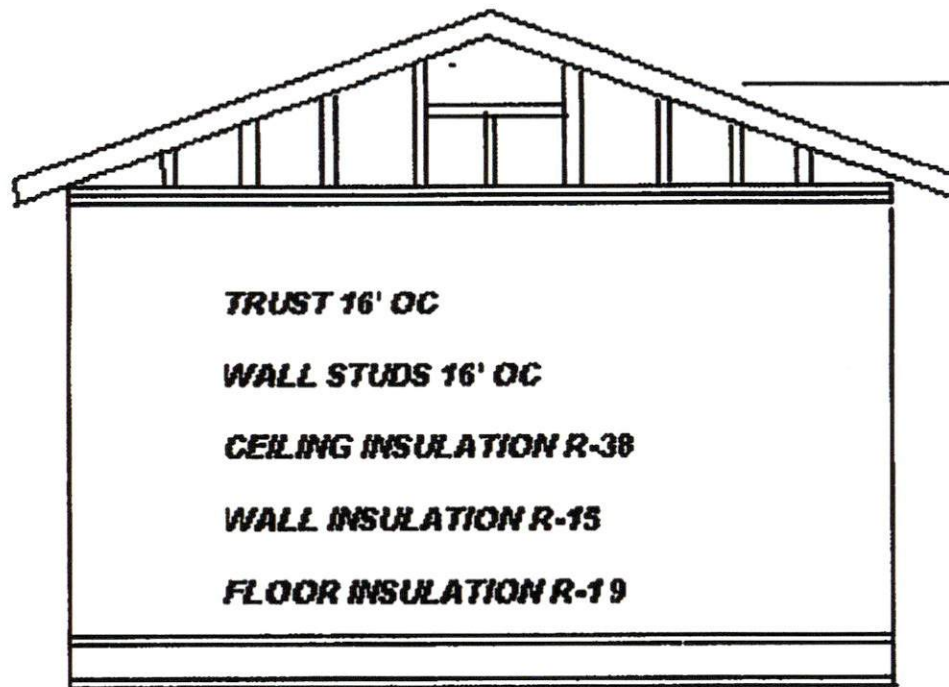 TRUST 16' OC
WALL STUDS 16' OC
CEILING INSULATION R-38
WALL INSULATION R-15
FLOOR INSULATION R-19